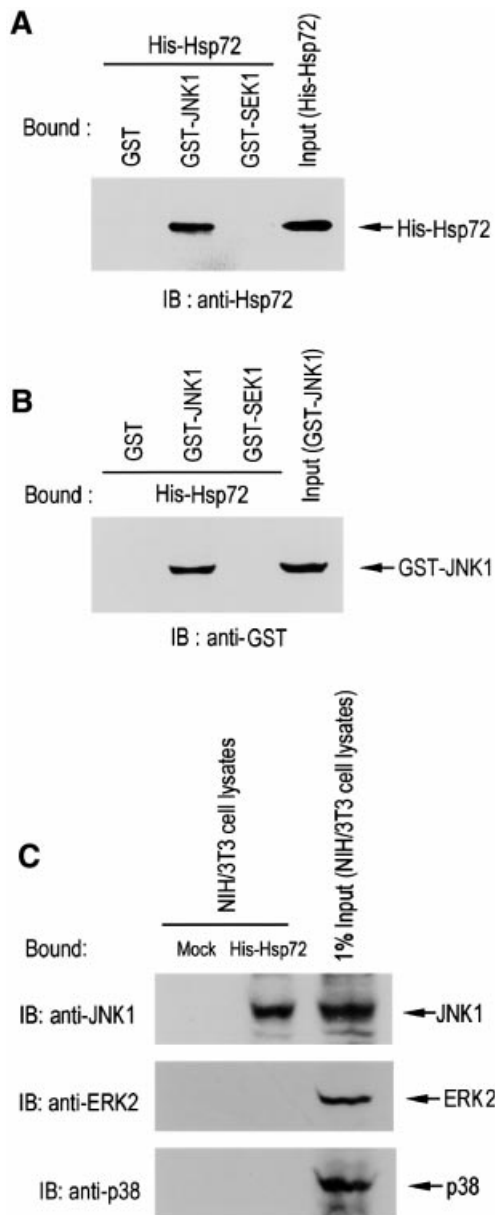 A
His-Hsp72
Bound :
GST
GST-JNK1
GST-SEK1
Input (His-Hsp72)
His-Hsp72
IB : anti-Hsp72
B
GST
GST-JNK1
GST-SEK1
Input (GST-JNK1)
Bound :
His-Hsp72
GST-JNK1
IB : anti-GST
C
NIH/3T3 cell lysates
1% Input (NIH/3T3 cell lysates)
Bound:
Mock His-Hsp72
IB: anti-JNK1
JNK1
IB: anti-ERK2
ERK2
IB: anti-p38
p38